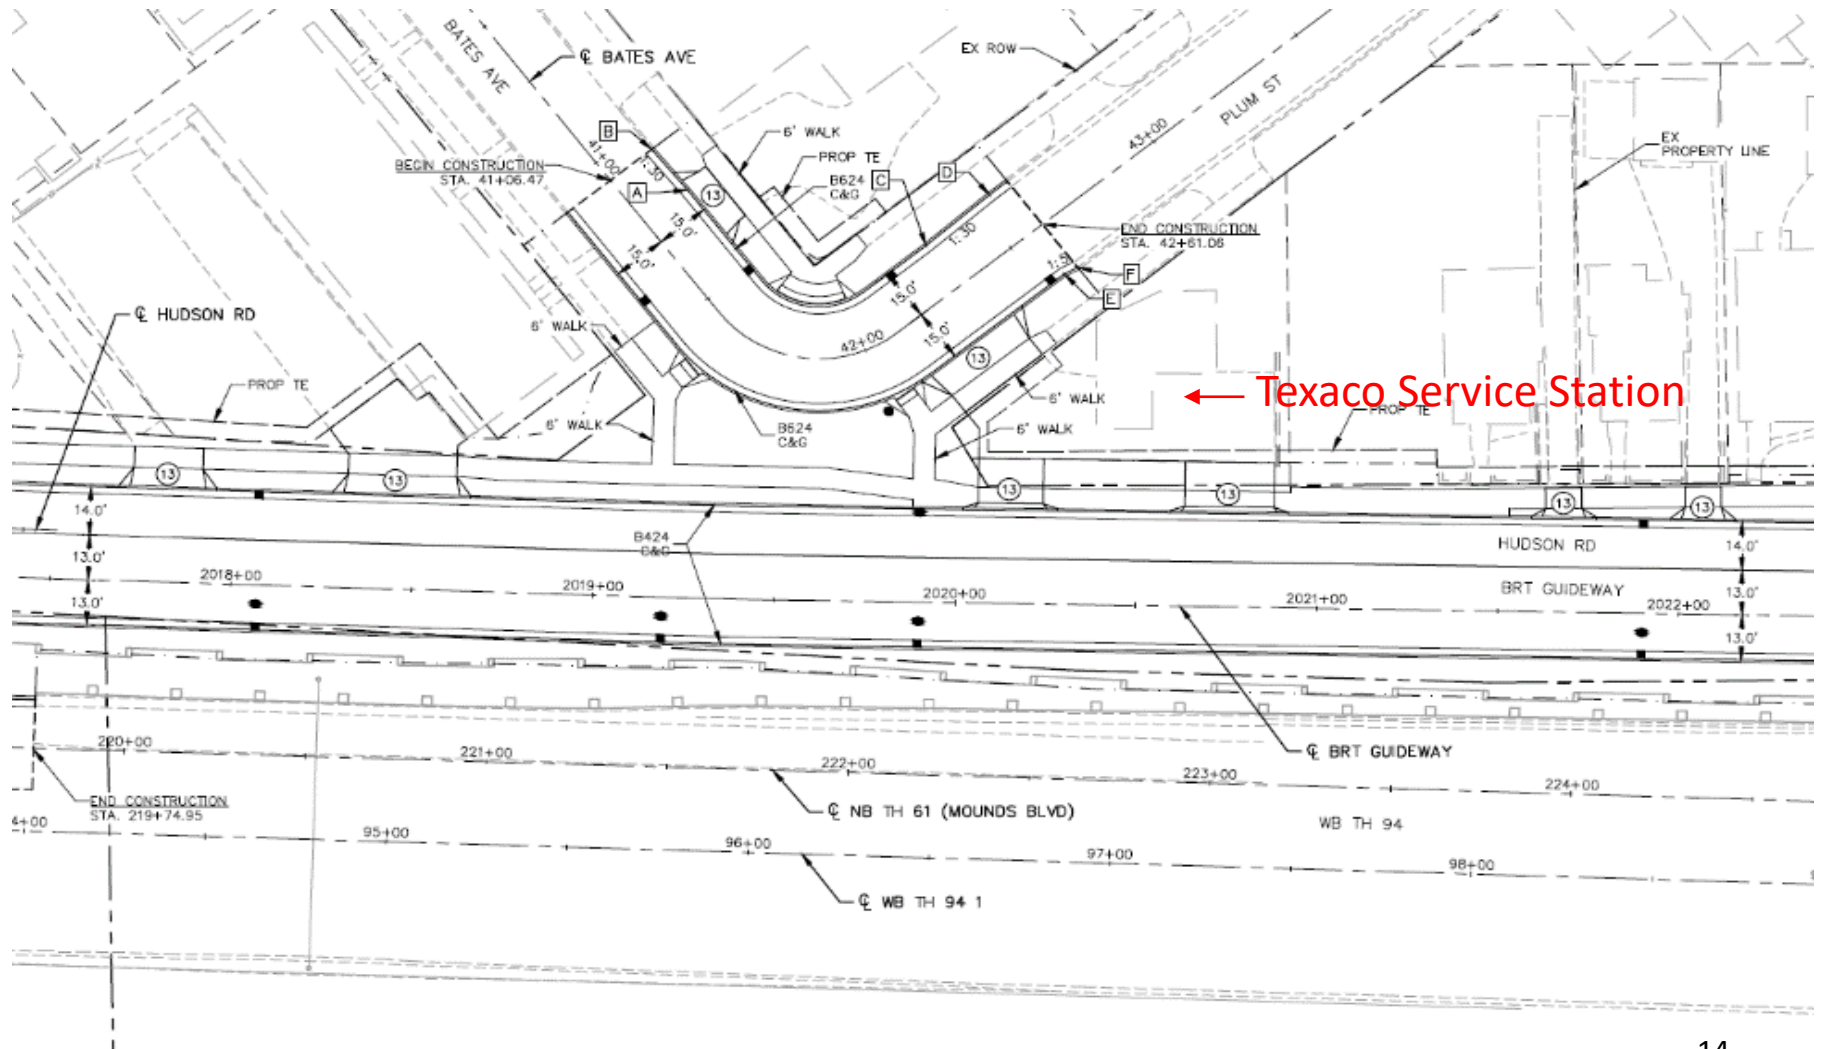 BATES AVE
℄ BATES AVE
EX ROW
PLUM ST
43+00
B
6' WALK
41+00
1:30
BEGIN CONSTRUCTION
STA. 41+06.47
PROP TE
B624
C&G
A
13
C
D
EX
PROPERTY LINE
15.0'
15.0'
1:30
END CONSTRUCTION
STA. 42+61.06
1:5
F
E
15.0'
15.0'
42+00
℄ HUDSON RD
6' WALK
13
PROP TE
6' WALK
B624
C&G
6' WALK
6' WALK
← Texaco Service Station
PROP TE
13
13
13
13
13
13
14.0'
13.0'
13.0'
B424
C&G
HUDSON RD
14.0'
BRT GUIDEWAY
13.0'
13.0'
2018+00
2019+00
2020+00
2021+00
2022+00
℄ BRT GUIDEWAY
220+00
221+00
222+00
223+00
224+00
END CONSTRUCTION
STA. 219+74.95
℄ NB TH 61 (MOUNDS BLVD)
WB TH 94
4+00
95+00
96+00
97+00
98+00
℄ WB TH 94 1
14